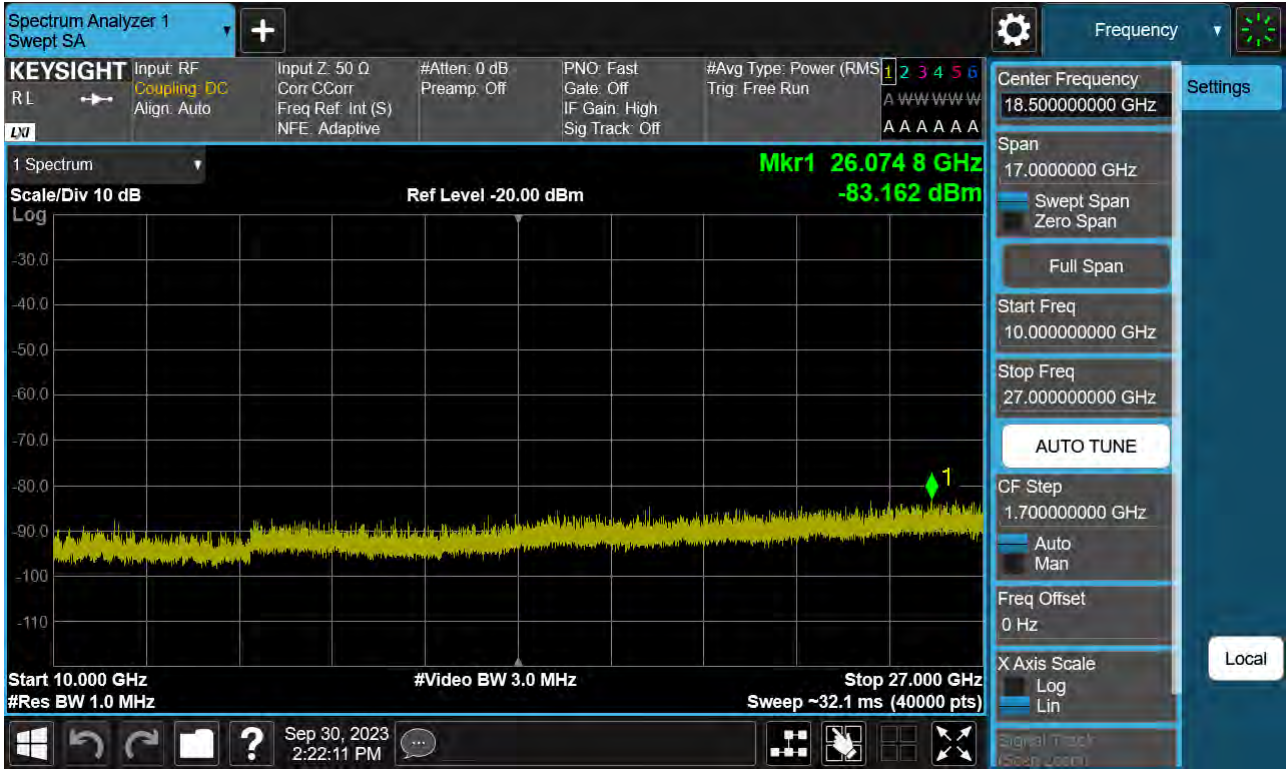 Spectrum Analyzer 1
Swept SA
+
Frequency
KEYSIGHT
R L
LXI
Input: RF
Coupling: DC
Align: Auto
Input Z: 50 Ω
Corr CCorr
Freq Ref: Int (S)
NFE: Adaptive
#Atten: 0 dB
Preamp: Off
PNO: Fast
Gate: Off
IF Gain: High
Sig Track: Off
#Avg Type: Power (RMS
Trig: Free Run
1 2 3 4 5 6
A W W W W W
A A A A A A
1 Spectrum
Scale/Div 10 dB
Log
Ref Level -20.00 dBm
Mkr1 26.074 8 GHz
-83.162 dBm
-30.0
-40.0
-50.0
-60.0
-70.0
-80.0
-90.0
-100
-110
1
Start 10.000 GHz
#Res BW 1.0 MHz
#Video BW 3.0 MHz
Stop 27.000 GHz
Sweep ~32.1 ms (40000 pts)
Center Frequency
18.500000000 GHz
Settings
Span
17.0000000 GHz
Swept Span
Zero Span
Full Span
Start Freq
10.000000000 GHz
Stop Freq
27.000000000 GHz
AUTO TUNE
CF Step
1.700000000 GHz
Auto
Man
Freq Offset
0 Hz
X Axis Scale
Log
Lin
Local
Signal Track
(Span Zoom)
?
Sep 30, 2023
2:22:11 PM